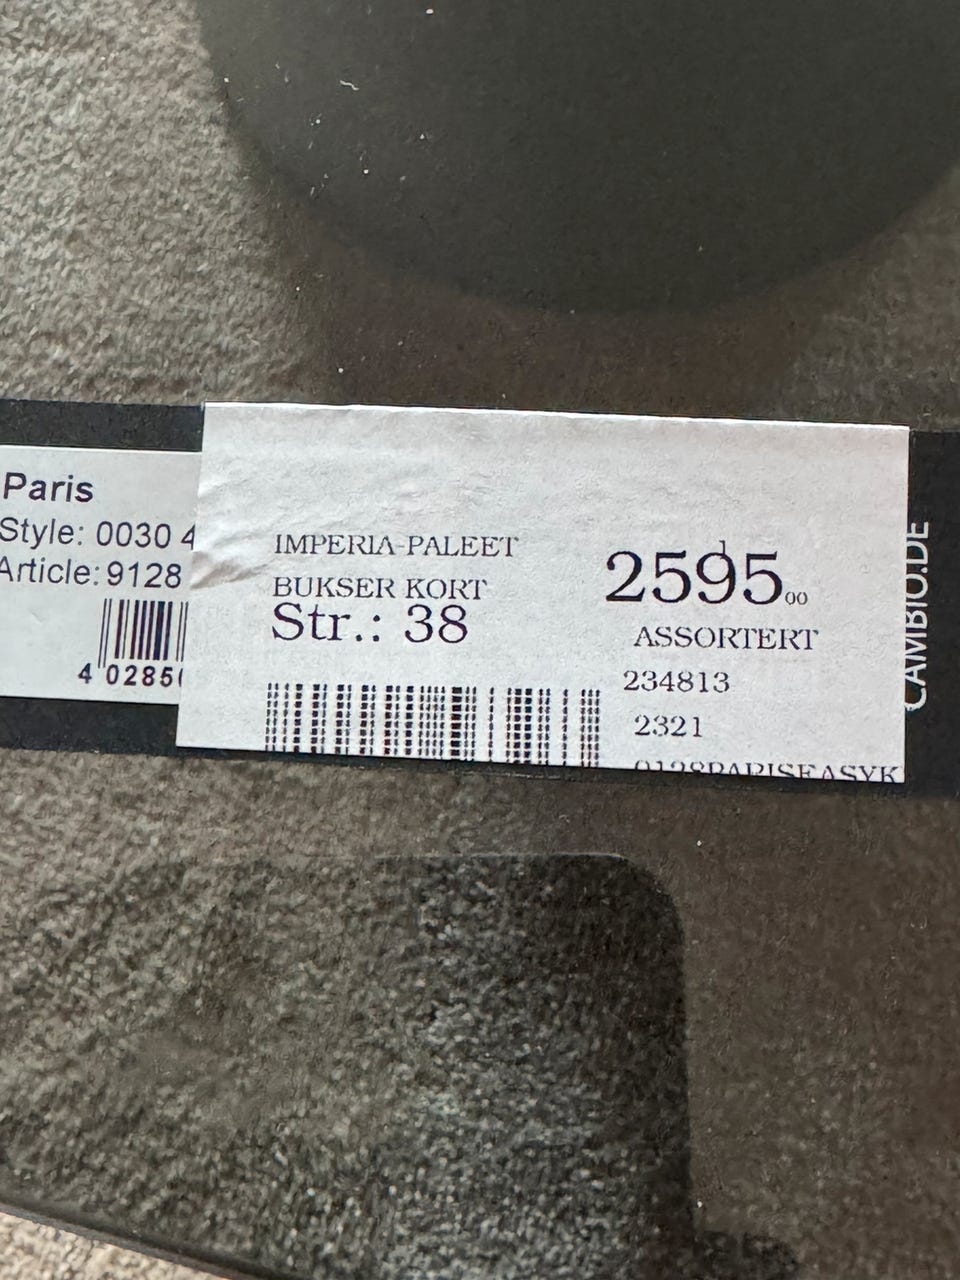 Paris
Style: 0030 4
Article: 9128
4 0285
IMPERIA-PALEET
BUKSER KORT
Str.: 38
2595.00
ASSORTERT
234813
2321
9128PARISEASYK
CAMBIO.DE